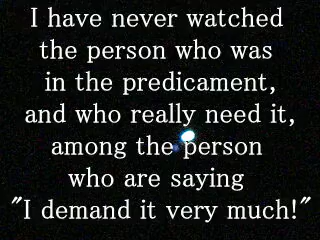 I have never watched
the person who was
in the predicament,
and who really need it,
among the person
who are saying
"I demand it very much!"